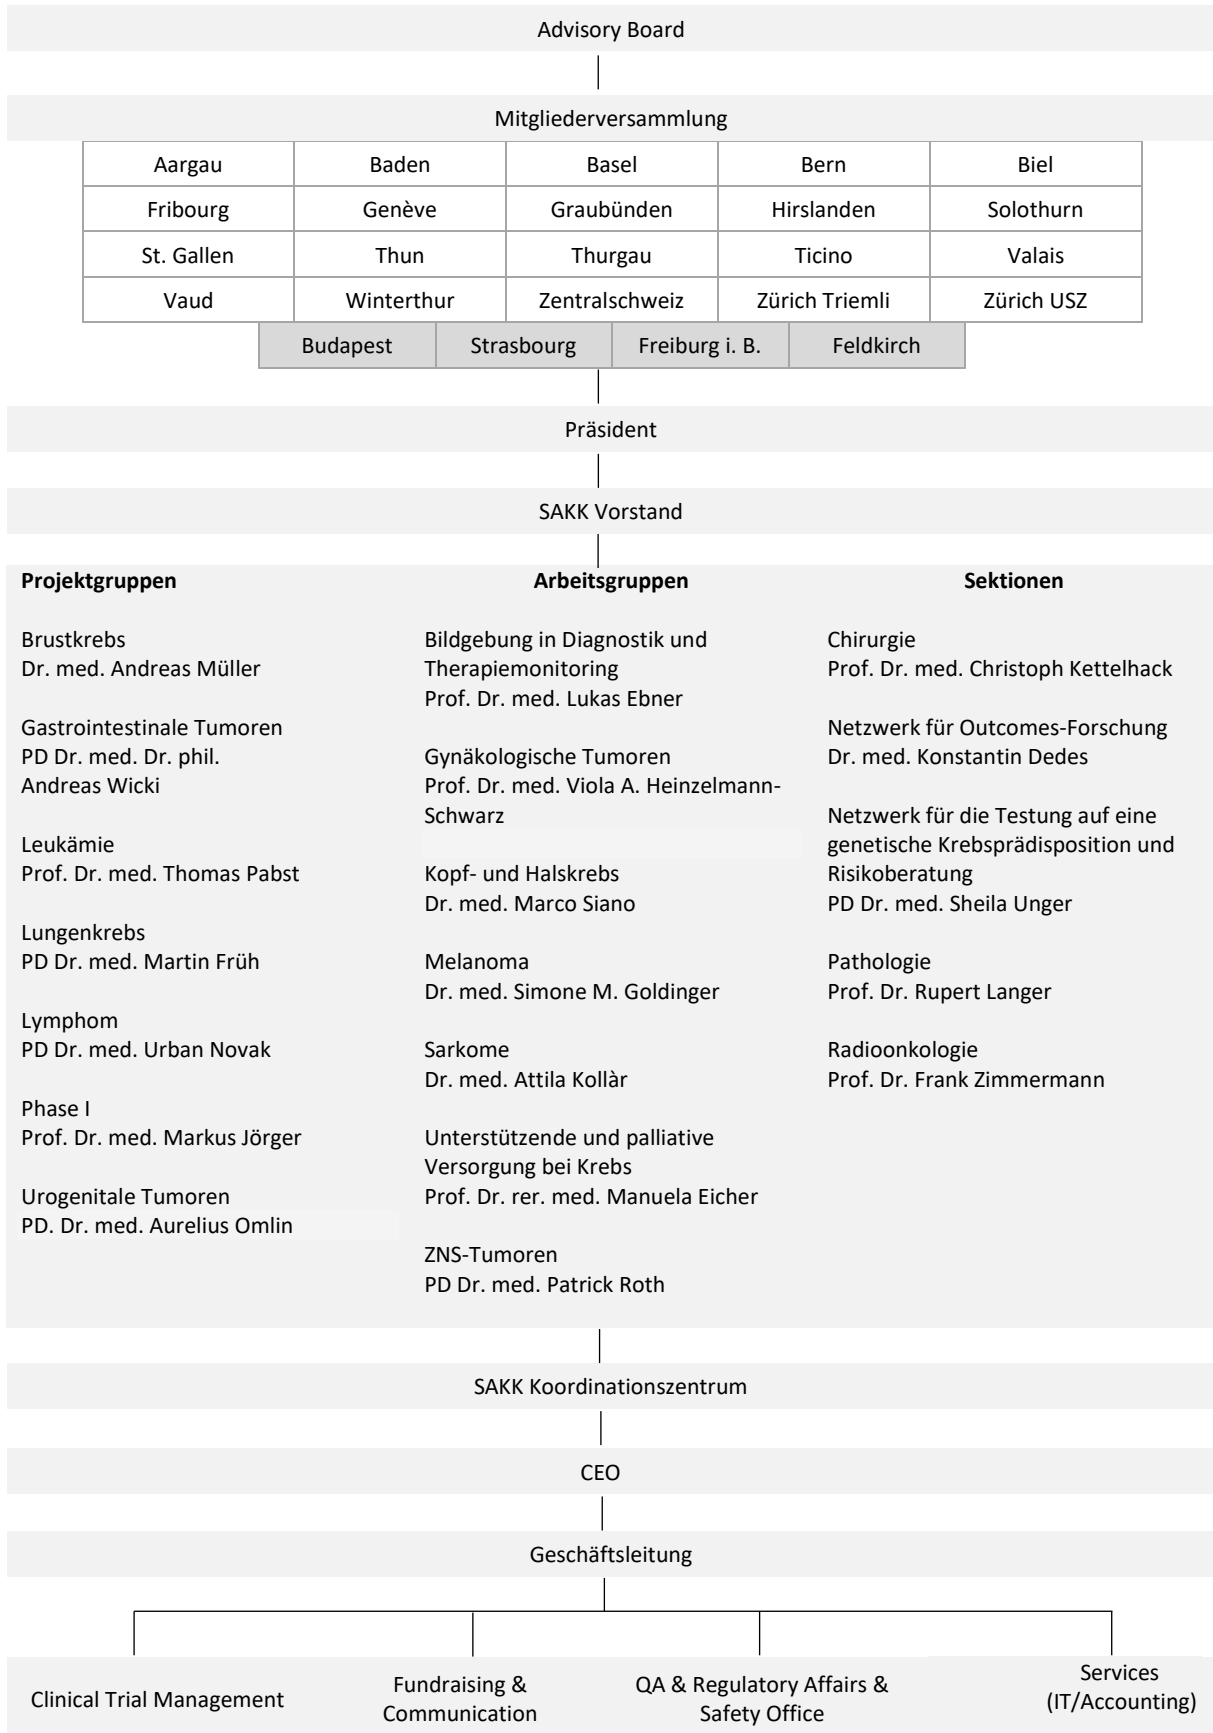 Advisory Board
Mitgliederversammlung
Aargau Baden Basel Bern Biel
Fribourg Genève Graubünden Hirslanden Solothurn
St. Gallen Thun Thurgau Ticino Valais
Vaud Winterthur Zentralschweiz Zürich Triemli Zürich USZ
Budapest Strasbourg Freiburg i. B. Feldkirch
Präsident
SAKK Vorstand
Projektgruppen
Brustkrebs
Dr. med. Andreas Müller
Gastrointestinale Tumoren
PD Dr. med. Dr. phil.
Andreas Wicki
Leukämie
Prof. Dr. med. Thomas Pabst
Lungenkrebs
PD Dr. med. Martin Früh
Lymphom
PD Dr. med. Urban Novak
Phase I
Prof. Dr. med. Markus Jörger
Urogenitale Tumoren
PD. Dr. med. Aurelius Omlin
Arbeitsgruppen
Bildgebung in Diagnostik und
Therapiemonitoring
Prof. Dr. med. Lukas Ebner
Gynäkologische Tumoren
Prof. Dr. med. Viola A. Heinzelmann-
Schwarz
Kopf- und Halskrebs
Dr. med. Marco Siano
Melanoma
Dr. med. Simone M. Goldinger
Sarkome
Dr. med. Attila Kollàr
Unterstützende und palliative
Versorgung bei Krebs
Prof. Dr. rer. med. Manuela Eicher
ZNS-Tumoren
PD Dr. med. Patrick Roth
Sektionen
Chirurgie
Prof. Dr. med. Christoph Kettelhack
Netzwerk für Outcomes-Forschung
Dr. med. Konstantin Dedes
Netzwerk für die Testung auf eine
genetische Krebsprädisposition und
Risikoberatung
PD Dr. med. Sheila Unger
Pathologie
Prof. Dr. Rupert Langer
Radioonkologie
Prof. Dr. Frank Zimmermann
SAKK Koordinationszentrum
CEO
Geschäftsleitung
Clinical Trial Management
Fundraising &
Communication
QA & Regulatory Affairs &
Safety Office
Services
(IT/Accounting)